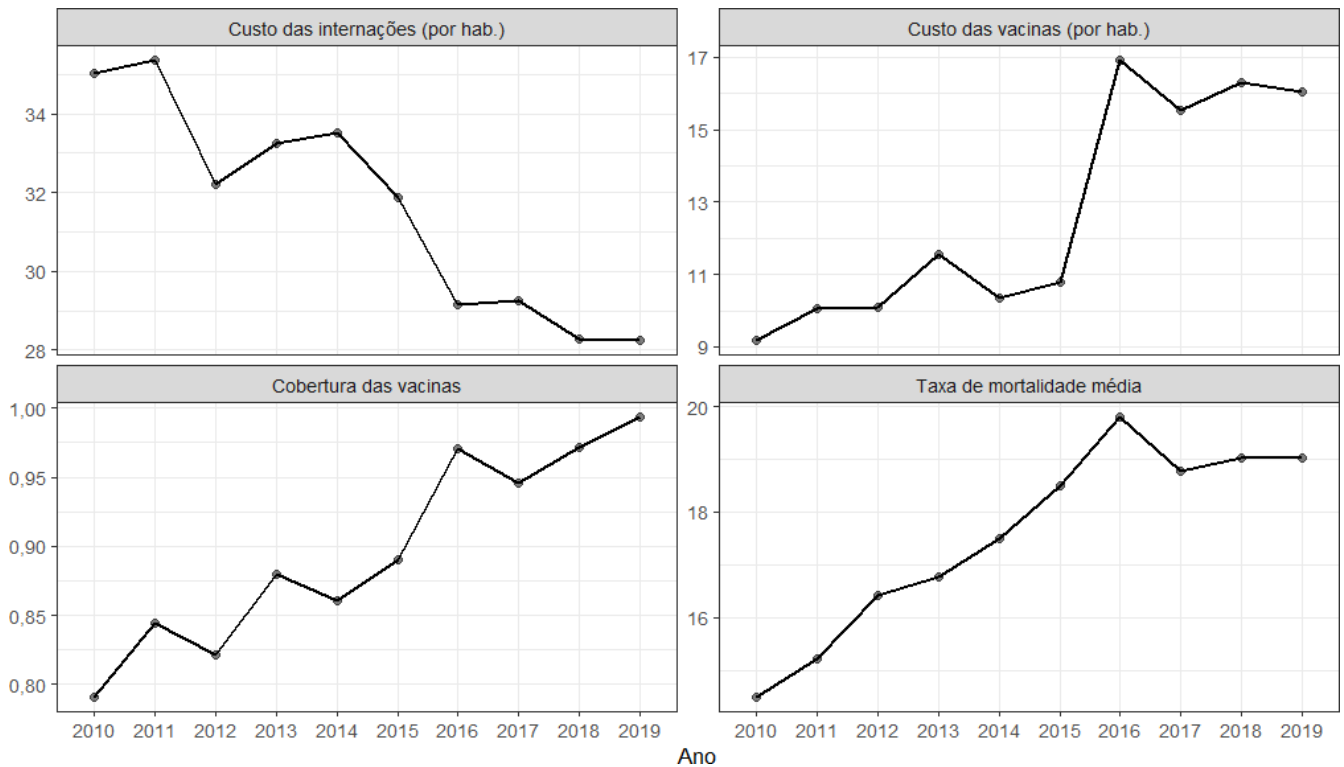 Custo das internações (por hab.)
34
32
30
28
Custo das vacinas (por hab.)
17
15
13
11
9
Cobertura das vacinas
1,00
0,95
0,90
0,85
0,80
2010 2011 2012 2013 2014 2015 2016 2017 2018 2019
Taxa de mortalidade média
20
18
16
2010 2011 2012 2013 2014 2015 2016 2017 2018 2019
Ano